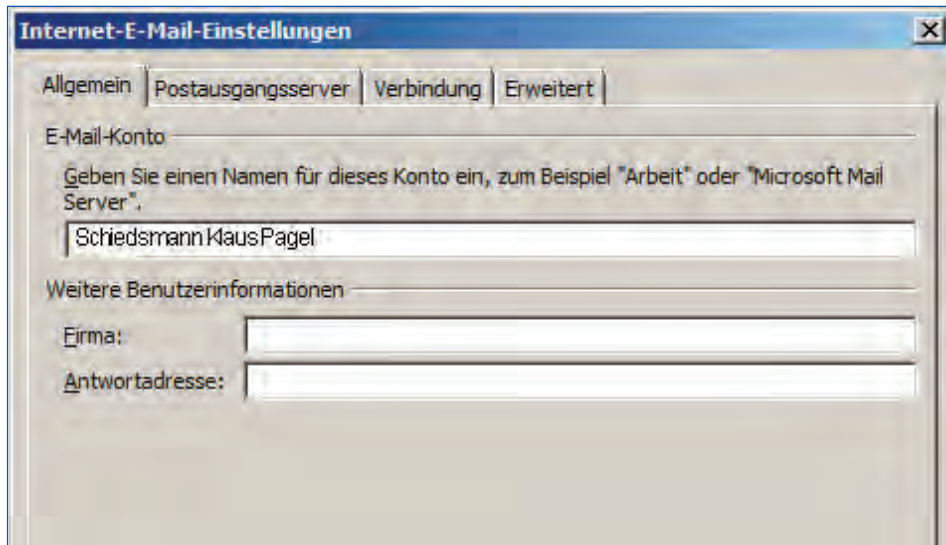 Internet-E-Mail-Einstellungen
Allgemein Postausgangsserver Verbindung Erweitert
E-Mail-Konto
Geben Sie einen Namen für dieses Konto ein, zum Beispiel "Arbeit" oder "Microsoft Mail
Server".
Schiedsmann Klaus Pagel
Weitere Benutzerinformationen
Firma:
Antwortadresse: